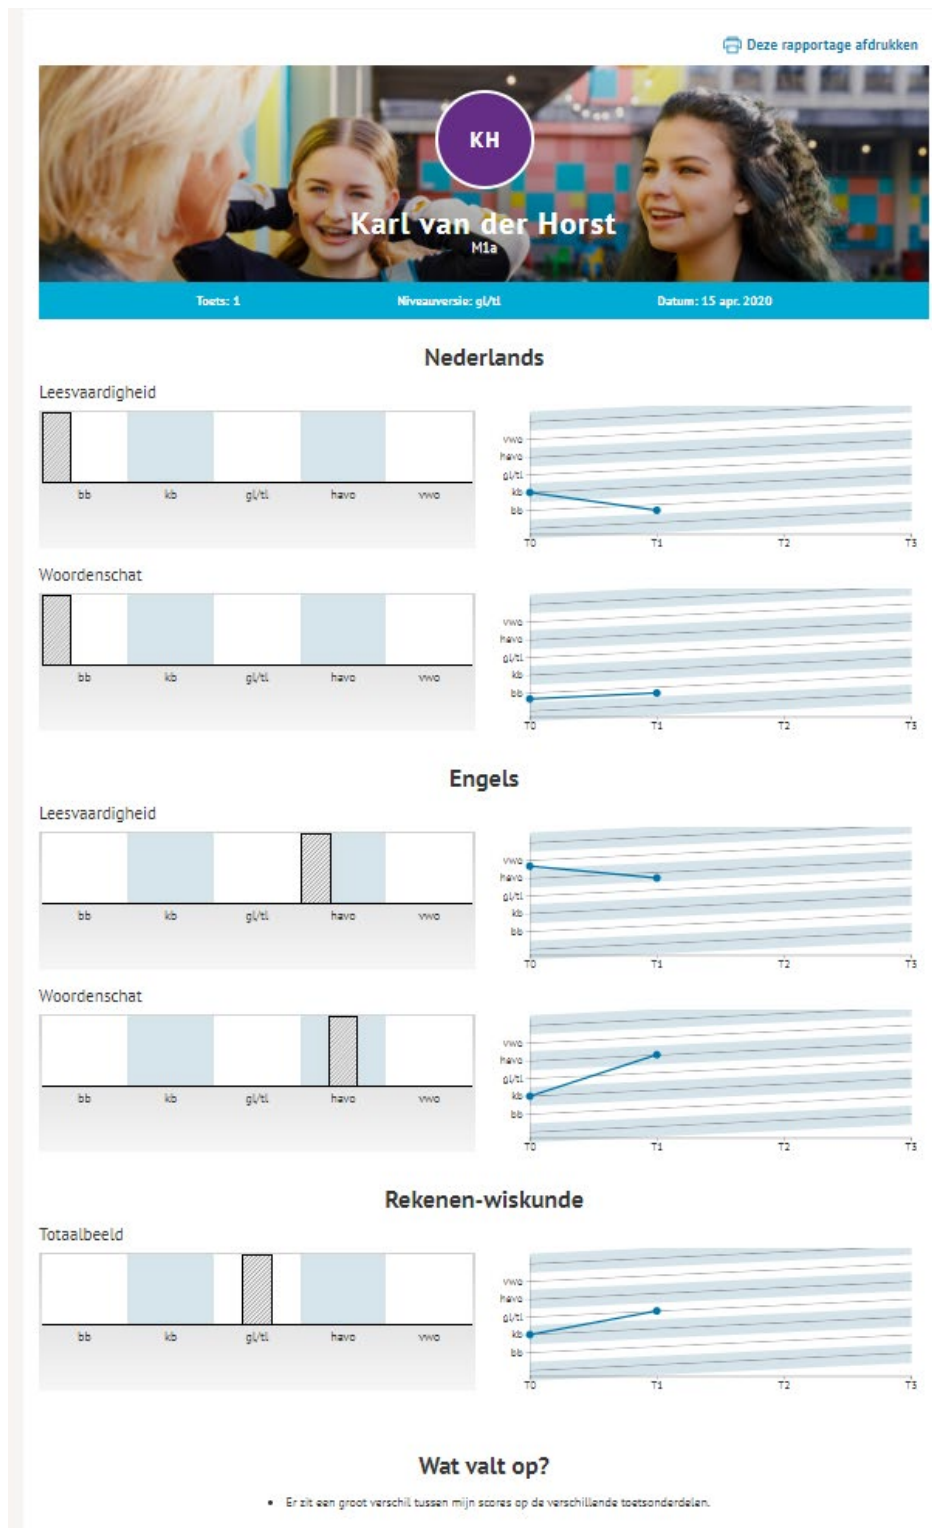 Deze rapportage afdrukken
KH
Karl van der Horst
M1a
Toets: 1 Niveauversie: gl/tl Datum: 15 apr. 2020
Nederlands
Leesvaardigheid
bb kb gl/tl havo vwo
vwo
havo
gl/tl
kb
bb
T0 T1 T2 T3
Woordenschat
bb kb gl/tl havo vwo
vwo
havo
gl/tl
kb
bb
T0 T1 T2 T3
Engels
Leesvaardigheid
bb kb gl/tl havo vwo
vwo
havo
gl/tl
kb
bb
T0 T1 T2 T3
Woordenschat
bb kb gl/tl havo vwo
vwo
havo
gl/tl
kb
bb
T0 T1 T2 T3
Rekenen-wiskunde
Totaalbeeld
bb kb gl/tl havo vwo
vwo
havo
gl/tl
kb
bb
T0 T1 T2 T3
Wat valt op?
• Er zit een groot verschil tussen mijn scores op de verschillende toetsonderdelen.